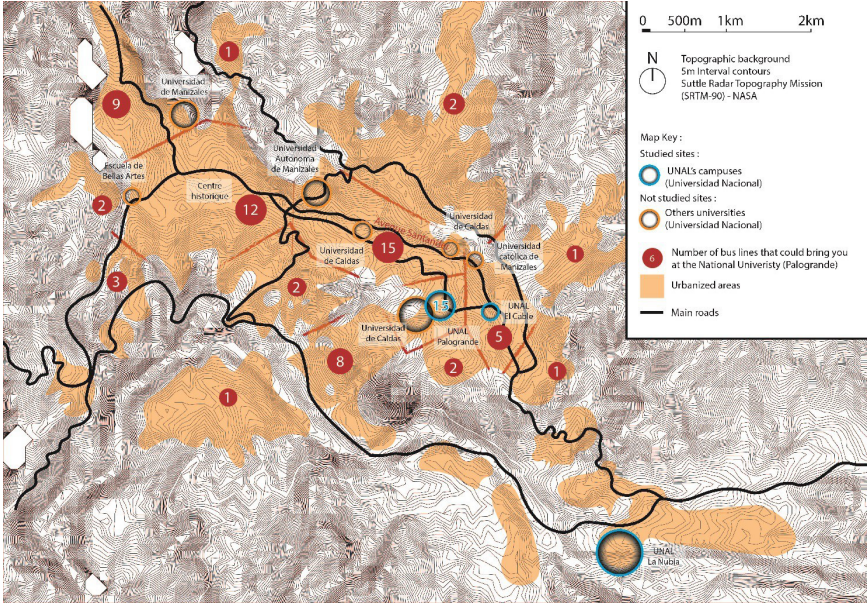 0 500m 1km 2km
N
Topographic background
5m Interval contours
Suttle Radar Topography Mission
(SRTM-90) - NASA
Map Key :
Studied sites :
UNAL's campuses
(Universidad Nacional)
Not studied sites :
Others universities
(Universidad Nacional)
6
Number of bus lines that could bring you
at the National Univeristy (Palogrande)
Urbanized areas
Main roads
1
Universidad
de Manizales
9
2
Universidad
Autonoma
de Manizales
Escuela de
Bellas Artes
Centre
historique
2
12
Avenue Santander
Universidad
de Caldas
Universidad
de Caldas
15
Universidad
catolica de
Manizales
1
3
2
15
UNAL
El Cable
Universidad
de Caldas
UNAL
Palogrande
5
8
2
1
1
UNAL
La Nubia